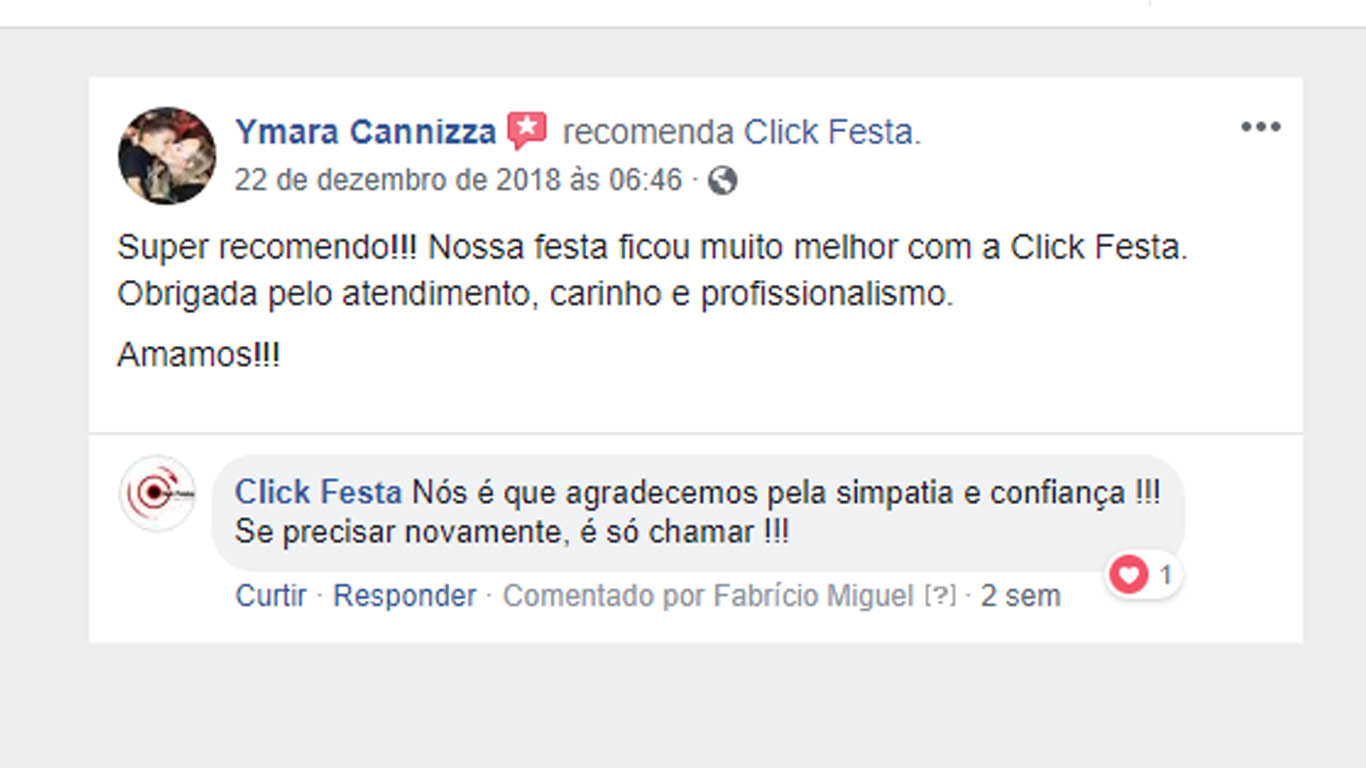 Ymara Cannizza recomenda Click Festa.
22 de dezembro de 2018 às 06:46 ·
Super recomendo!!! Nossa festa ficou muito melhor com a Click Festa.
Obrigada pelo atendimento, carinho e profissionalismo.
Amamos!!!
Click Festa Nós é que agradecemos pela simpatia e confiança !!!
Se precisar novamente, é só chamar !!!
1
Curtir · Responder · Comentado por Fabrício Miguel [?] · 2 sem